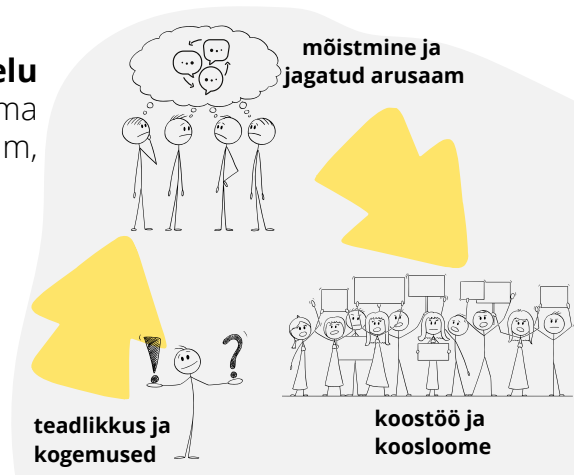 elu
ma
m,
mõistmine ja
jagatud arusaam
! ?
teadlikkus ja
kogemused
koostöö ja
koosloome